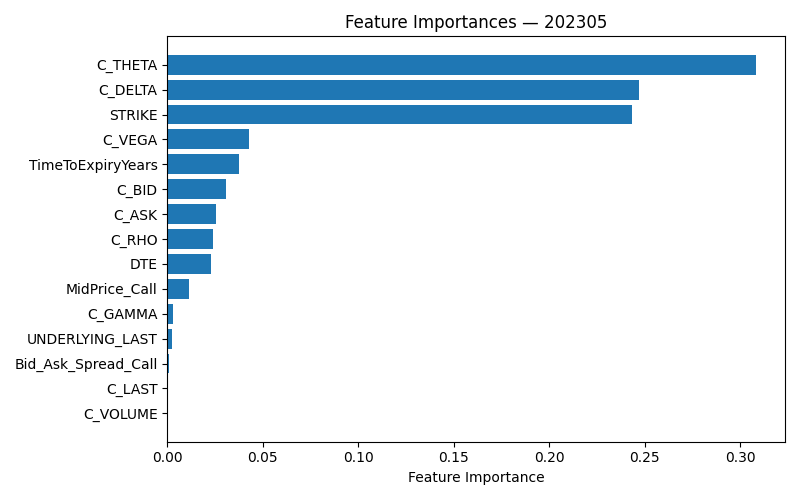 Feature Importances — 202305
C_THETA
C_DELTA
STRIKE
C_VEGA
TimeToExpiryYears
C_BID
C_ASK
C_RHO
DTE
MidPrice_Call
C_GAMMA
UNDERLYING_LAST
Bid_Ask_Spread_Call
C_LAST
C_VOLUME
0.00 0.05 0.10 0.15 0.20 0.25 0.30
Feature Importance